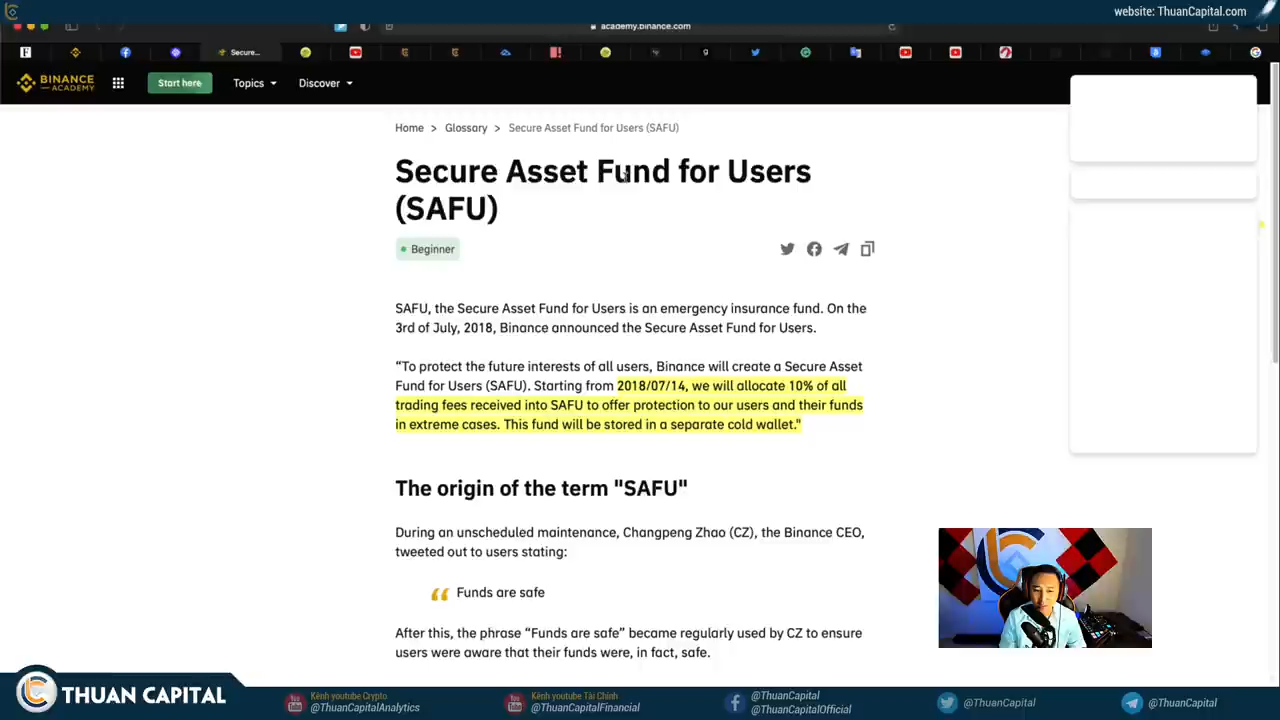 website: ThuanCapital.com
academy.binance.com
Secure...
BINANCE
ACADEMY
Start here
Topics
Discover
Home > Glossary > Secure Asset Fund for Users (SAFU)
Secure Asset Fund for Users
(SAFU)
Beginner
SAFU, the Secure Asset Fund for Users is an emergency insurance fund. On the
3rd of July, 2018, Binance announced the Secure Asset Fund for Users.
“To protect the future interests of all users, Binance will create a Secure Asset
Fund for Users (SAFU). Starting from 2018/07/14, we will allocate 10% of all
trading fees received into SAFU to offer protection to our users and their funds
in extreme cases. This fund will be stored in a separate cold wallet."
The origin of the term "SAFU"
During an unscheduled maintenance, Changpeng Zhao (CZ), the Binance CEO,
tweeted out to users stating:
“ Funds are safe
After this, the phrase “Funds are safe” became regularly used by CZ to ensure
users were aware that their funds were, in fact, safe.
THUAN CAPITAL
Kênh youtube Crypto
@ThuanCapitalAnalytics
Kênh youtube Tài Chính
@ThuanCapitalFinancial
@ThuanCapital
@ThuanCapitalOfficial
@ThuanCapital
@ThuanCapital